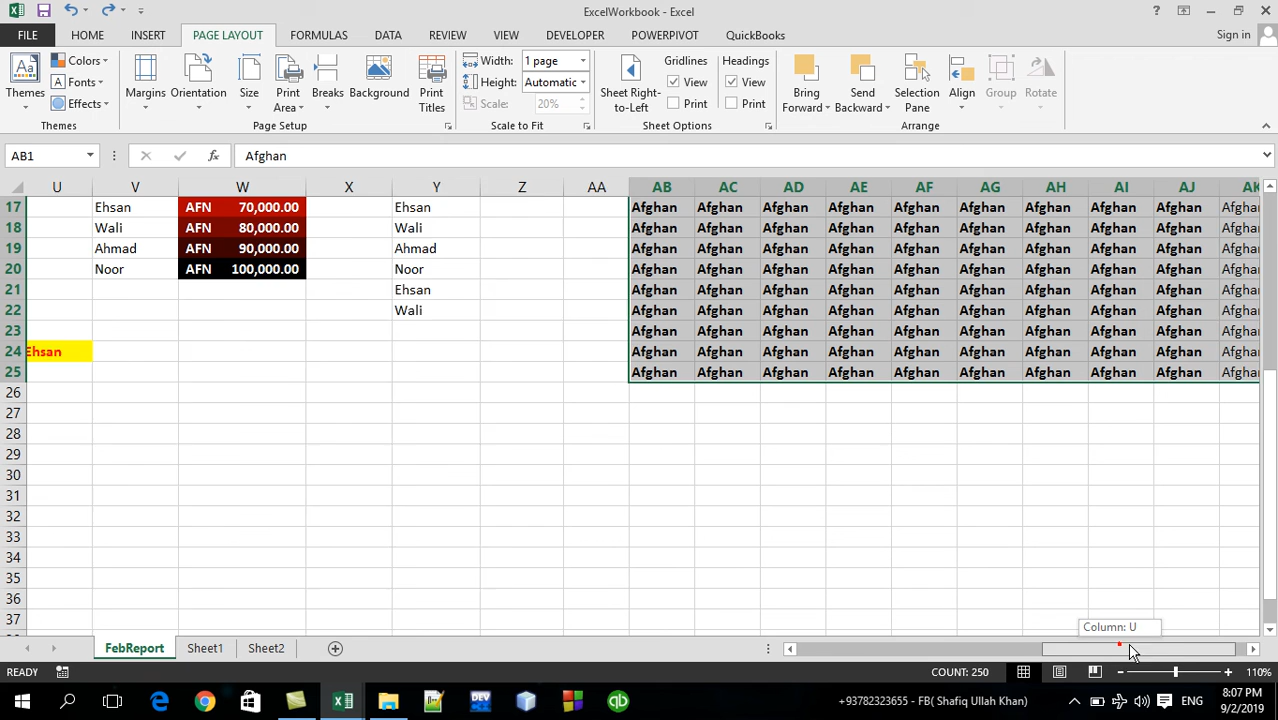 ExcelWorkbook - Excel
FILE HOME INSERT PAGE LAYOUT FORMULAS DATA REVIEW VIEW DEVELOPER POWERPIVOT QuickBooks Sign in
Themes Colors Fonts Effects Margins Orientation Size Print Area Breaks Background Print Titles Width: 1 page Height: Automatic Scale: 20% Sheet Right-to-Left Gridlines View Print Headings View Print Bring Forward Send Backward Selection Pane Align Group Rotate
Themes Page Setup Scale to Fit Sheet Options Arrange
AB1 fx Afghan
U V W X Y Z AA AB AC AD AE AF AG AH AI AJ AK
17 Ehsan AFN 70,000.00 Ehsan Afghan Afghan Afghan Afghan Afghan Afghan Afghan Afghan Afghan Afghan
18 Wali AFN 80,000.00 Wali Afghan Afghan Afghan Afghan Afghan Afghan Afghan Afghan Afghan Afghan
19 Ahmad AFN 90,000.00 Ahmad Afghan Afghan Afghan Afghan Afghan Afghan Afghan Afghan Afghan Afghan
20 Noor AFN 100,000.00 Noor Afghan Afghan Afghan Afghan Afghan Afghan Afghan Afghan Afghan Afghan
21 Ehsan Afghan Afghan Afghan Afghan Afghan Afghan Afghan Afghan Afghan Afghan
22 Wali Afghan Afghan Afghan Afghan Afghan Afghan Afghan Afghan Afghan Afghan
23 Afghan Afghan Afghan Afghan Afghan Afghan Afghan Afghan Afghan Afghan
24 Ehsan Afghan Afghan Afghan Afghan Afghan Afghan Afghan Afghan Afghan Afghan
25 Afghan Afghan Afghan Afghan Afghan Afghan Afghan Afghan Afghan Afghan
26
27
28
29
30
31
32
33
34
35
36
37
Column: U
FebReport Sheet1 Sheet2
READY COUNT: 250 110%
+93782323655 - FB( Shafiq Ullah Khan) ENG 8:07 PM
9/2/2019